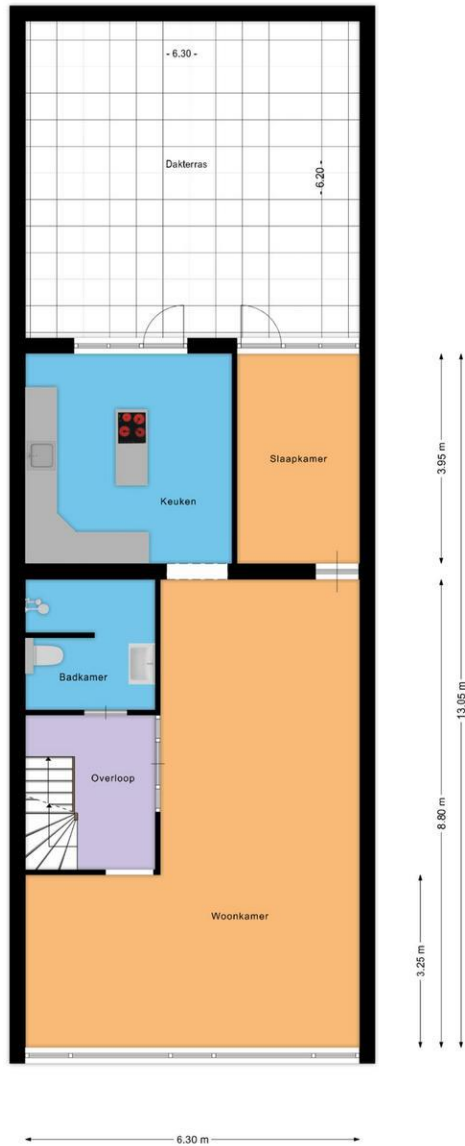 - 6.30 -
Dakterras
- 6.20 -
3.95 m
Slaapkamer
Keuken
13.05 m
Badkamer
Overloop
8.80 m
Woonkamer
3.25 m
6.30 m